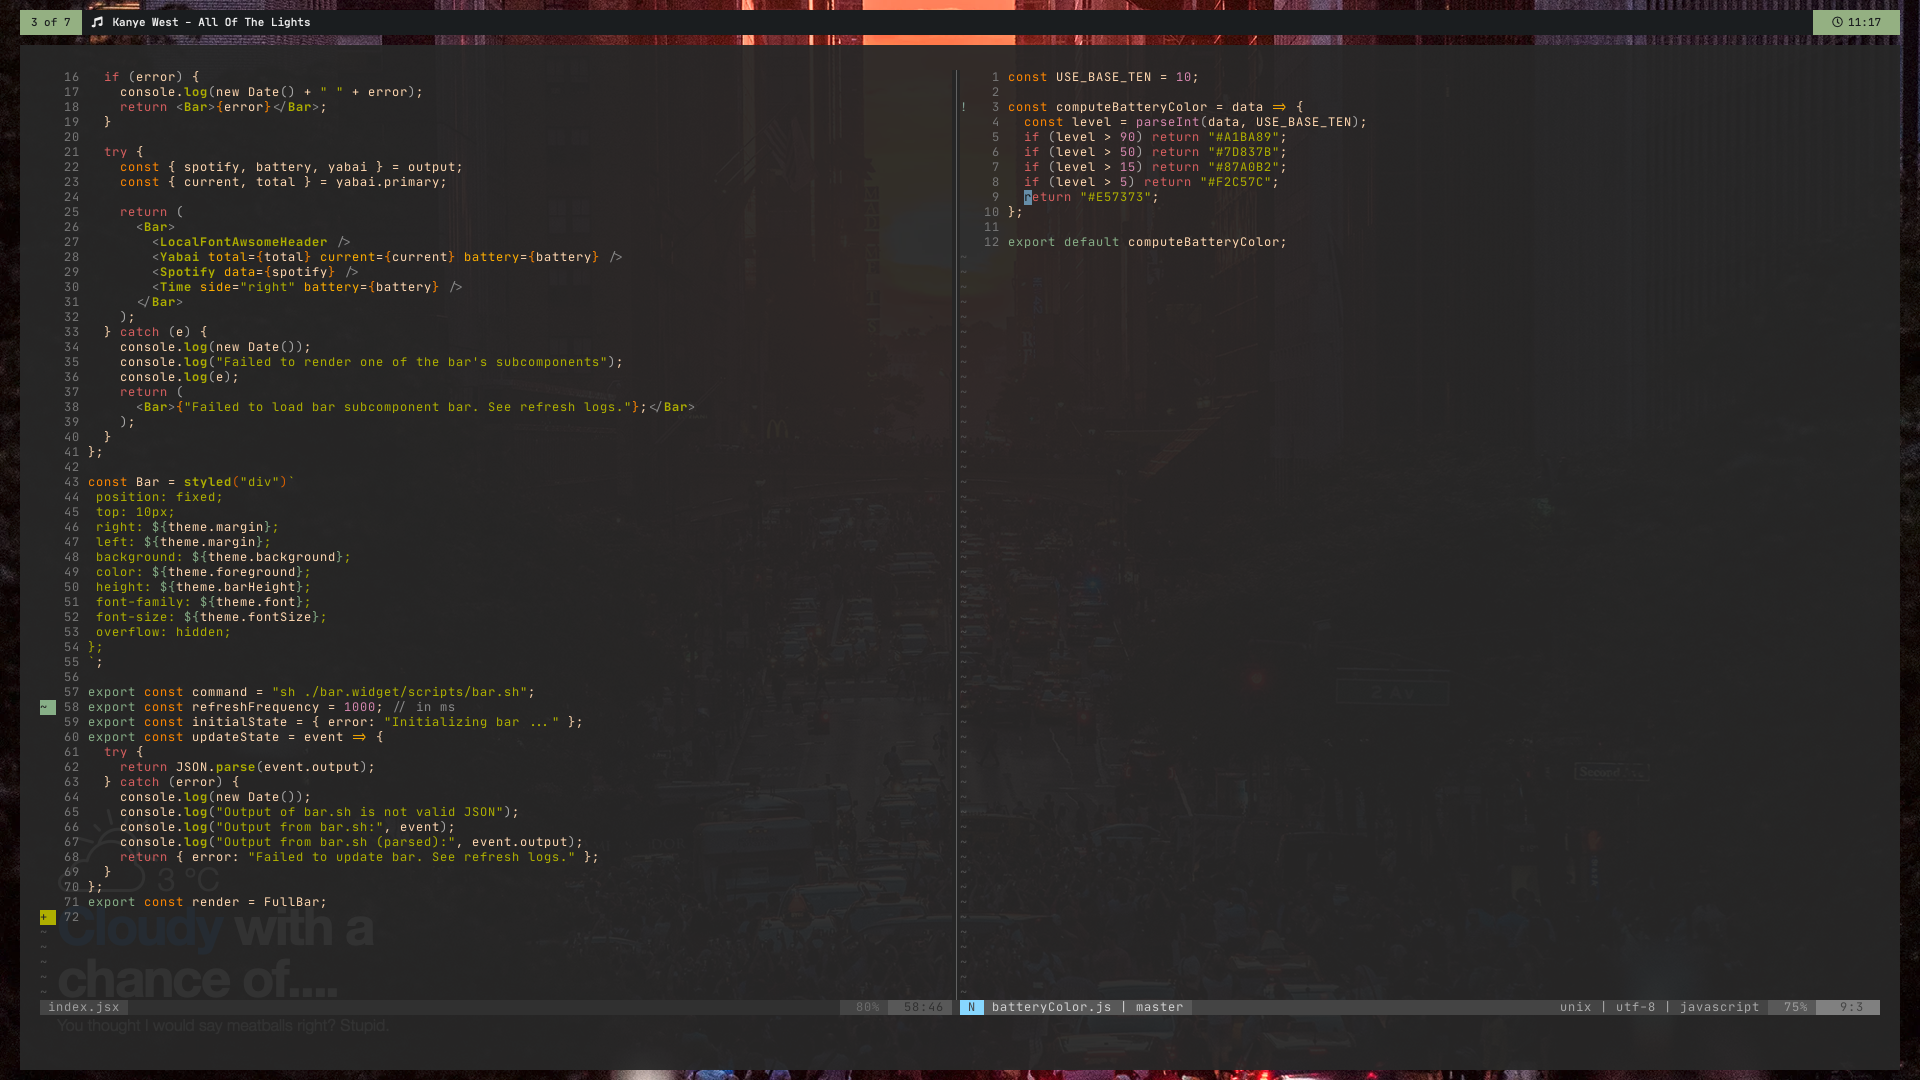 3 of 7 Kanye West - All Of The Lights 11:17
16 if (error) {
17 console.log(new Date() + " " + error);
18 return <Bar>{error}</Bar>;
19 }
20
21 try {
22 const { spotify, battery, yabai } = output;
23 const { current, total } = yabai.primary;
24
25 return (
26 <Bar>
27 <LocalFontAwsomeHeader />
28 <Yabai total={total} current={current} battery={battery} />
29 <Spotify data={spotify} />
30 <Time side="right" battery={battery} />
31 </Bar>
32 );
33 } catch (e) {
34 console.log(new Date());
35 console.log("Failed to render one of the bar's subcomponents");
36 console.log(e);
37 return (
38 <Bar>{"Failed to load bar subcomponent bar. See refresh logs."};</Bar>
39 );
40 }
41 };
42
43 const Bar = styled("div")`
44 position: fixed;
45 top: 10px;
46 right: ${theme.margin};
47 left: ${theme.margin};
48 background: ${theme.background};
49 color: ${theme.foreground};
50 height: ${theme.barHeight};
51 font-family: ${theme.font};
52 font-size: ${theme.fontSize};
53 overflow: hidden;
54 };
55 `;
56
57 export const command = "sh ./bar.widget/scripts/bar.sh";
~ 58 export const refreshFrequency = 1000; // in ms
59 export const initialState = { error: "Initializing bar ..." };
60 export const updateState = event => {
61 try {
62 return JSON.parse(event.output);
63 } catch (error) {
64 console.log(new Date());
65 console.log("Output of bar.sh is not valid JSON");
66 console.log("Output from bar.sh:", event);
67 console.log("Output from bar.sh (parsed):", event.output);
68 return { error: "Failed to update bar. See refresh logs." };
69 }
70 };
71 export const render = FullBar;
+ 72
3 °C
Cloudy with a
chance of....
You thought I would say meatballs right? Stupid.
index.jsx 80% 58:46
1 const USE_BASE_TEN = 10;
2
! 3 const computeBatteryColor = data => {
4 const level = parseInt(data, USE_BASE_TEN);
5 if (level > 90) return "#A1BA89";
6 if (level > 50) return "#7D837B";
7 if (level > 15) return "#87A0B2";
8 if (level > 5) return "#F2C57C";
9 return "#E57373";
10 };
11
12 export default computeBatteryColor;
2 Av
N batteryColor.js | master unix | utf-8 | javascript 75% 9:3